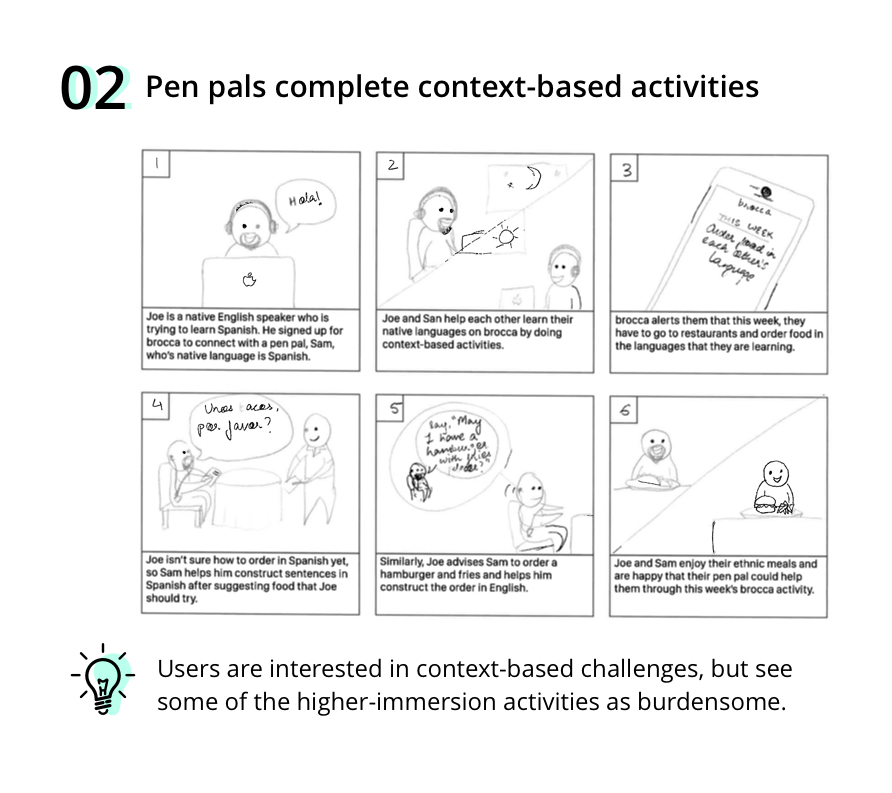 02 Pen pals complete context-based activities
1
Hola!
Joe is a native English speaker who is
trying to learn Spanish. He signed up for
brocca to connect with a pen pal, Sam,
who's native language is Spanish.
2
Joe and San help each other learn their
native languages on brocca by doing
context-based activities.
3
brocca
THIS WEEK
Order food in
each other's
language
brocca alerts them that this week, they
have to go to restaurants and order food in
the languages that they are learning.
4
Unos tacos,
por favor?
Joe isn't sure how to order in Spanish yet,
so Sam helps him construct sentences in
Spanish after suggesting food that Joe
should try.
5
Say, "May
I have a
hamburger
with fries
please?"
Similarly, Joe advises Sam to order a
hamburger and fries and helps him
construct the order in English.
6
Joe and Sam enjoy their ethnic meals and
are happy that their pen pal could help
them through this week's brocca activity.
Users are interested in context-based challenges, but see
some of the higher-immersion activities as burdensome.